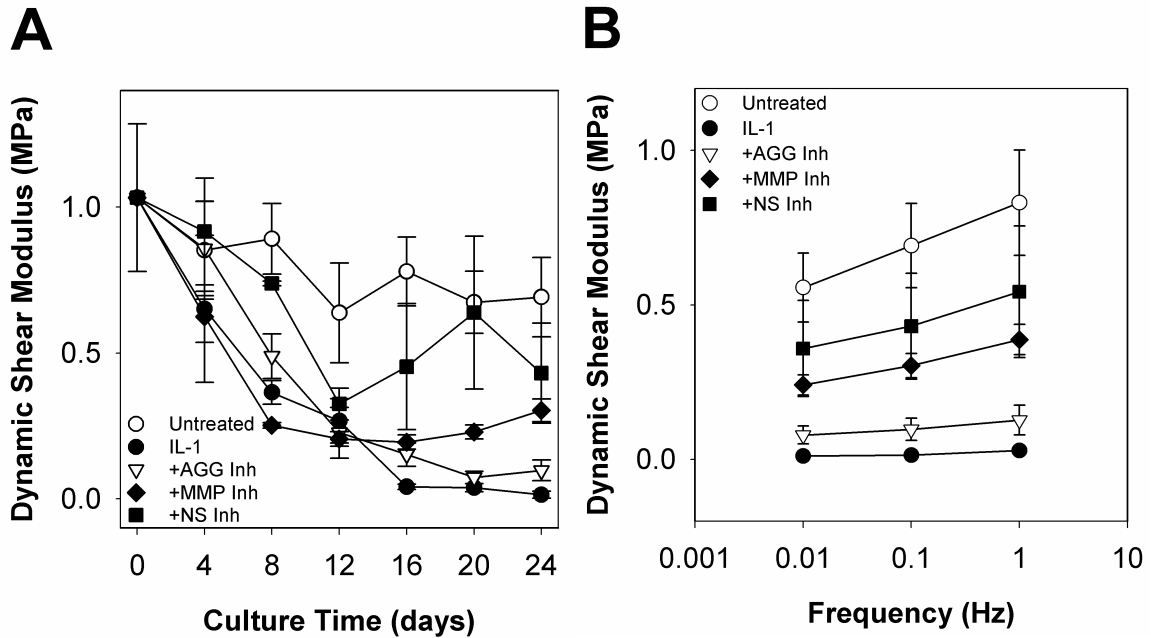 A
Dynamic Shear Modulus (MPa)
1.0
0.5
0.0
Untreated
IL-1
+AGG Inh
+MMP Inh
+NS Inh
0 4 8 12 16 20 24
Culture Time (days)
B
Dynamic Shear Modulus (MPa)
Untreated
IL-1
+AGG Inh
+MMP Inh
+NS Inh
1.0
0.5
0.0
0.001 0.01 0.1 1 10
Frequency (Hz)